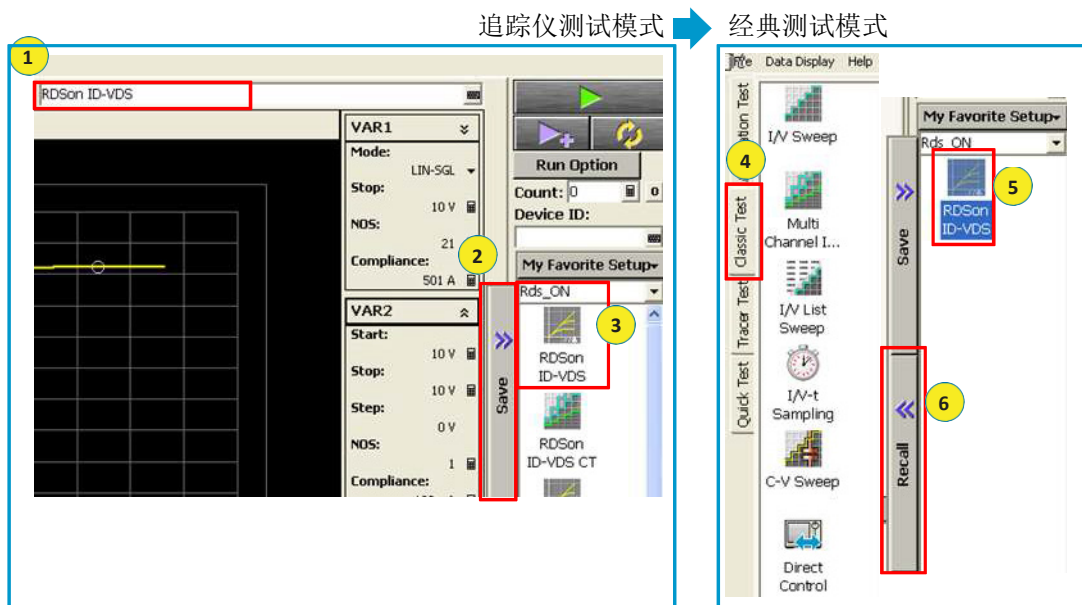 追踪仪测试模式
经典测试模式
1
RDSon ID-VDS
VAR1
Mode:
LIN-SGL
Stop:
10 V
NOS:
21
Compliance:
501 A
VAR2
Start:
10 V
Stop:
10 V
Step:
0 V
NOS:
1
Compliance:
2
Save
Run Option
Count: 0
0
Device ID:
My Favorite Setup
Rds_ON
3
RDSon
ID-VDS
RDSon
ID-VDS CT
Data Display Help
4
Classic Test
Tracer Test
Quick Test
I/V Sweep
Multi
Channel I...
I/V List
Sweep
I/V-t
Sampling
C-V Sweep
Direct
Control
My Favorite Setup
Rds_ON
5
RDSon
ID-VDS
Save
6
Recall